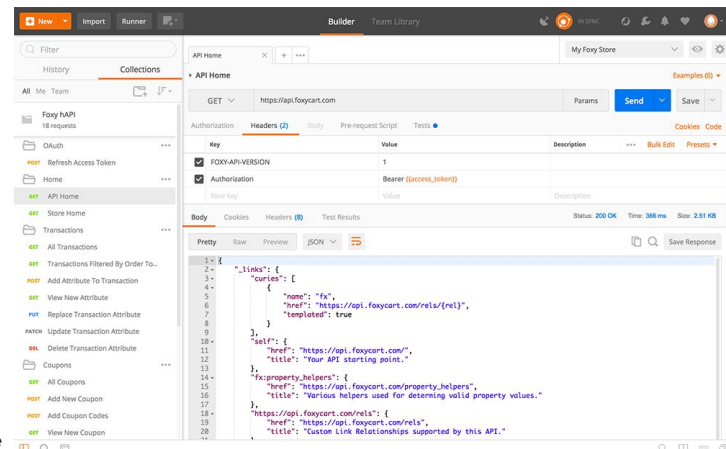 New
Import
Runner
Builder
Team Library
IN SYNC
Filter
History
Collections
All Me Team
Foxy hAPI
18 requests
OAuth
POST Refresh Access Token
Home
GET API Home
GET Store Home
Transactions
GET All Transactions
GET Transactions Filtered By Order To...
POST Add Attribute To Transaction
GET View New Attribute
PUT Replace Transaction Attribute
PATCH Update Transaction Attribute
DEL Delete Transaction Attribute
Coupons
GET All Coupons
POST Add New Coupon
POST Add Coupon Codes
GET View New Coupon
API Home
My Foxy Store
API Home
Examples (0)
GET
https://api.foxycart.com
Params
Send
Save
Authorization Headers (2) Body Pre-request Script Tests
Cookies Code
Key Value Description Bulk Edit Presets
FOXY-API-VERSION 1
Authorization Bearer {{access_token}}
New key Value Description
Body Cookies Headers (8) Test Results
Status: 200 OK Time: 366 ms Size: 2.51 KB
Pretty Raw Preview JSON
Save Response
1 {
2 "_links": {
3 "curies": [
4 {
5 "name": "fx",
6 "href": "https://api.foxycart.com/rels/{rel}",
7 "templated": true
8 }
9 ],
10 "self": {
11 "href": "https://api.foxycart.com/",
12 "title": "Your API starting point."
13 },
14 "fx:property_helpers": {
15 "href": "https://api.foxycart.com/property_helpers",
16 "title": "Various helpers used for determing valid property values."
17 },
18 "https://api.foxycart.com/rels": {
19 "href": "https://api.foxycart.com/rels",
20 "title": "Custom Link Relationships supported by this API."